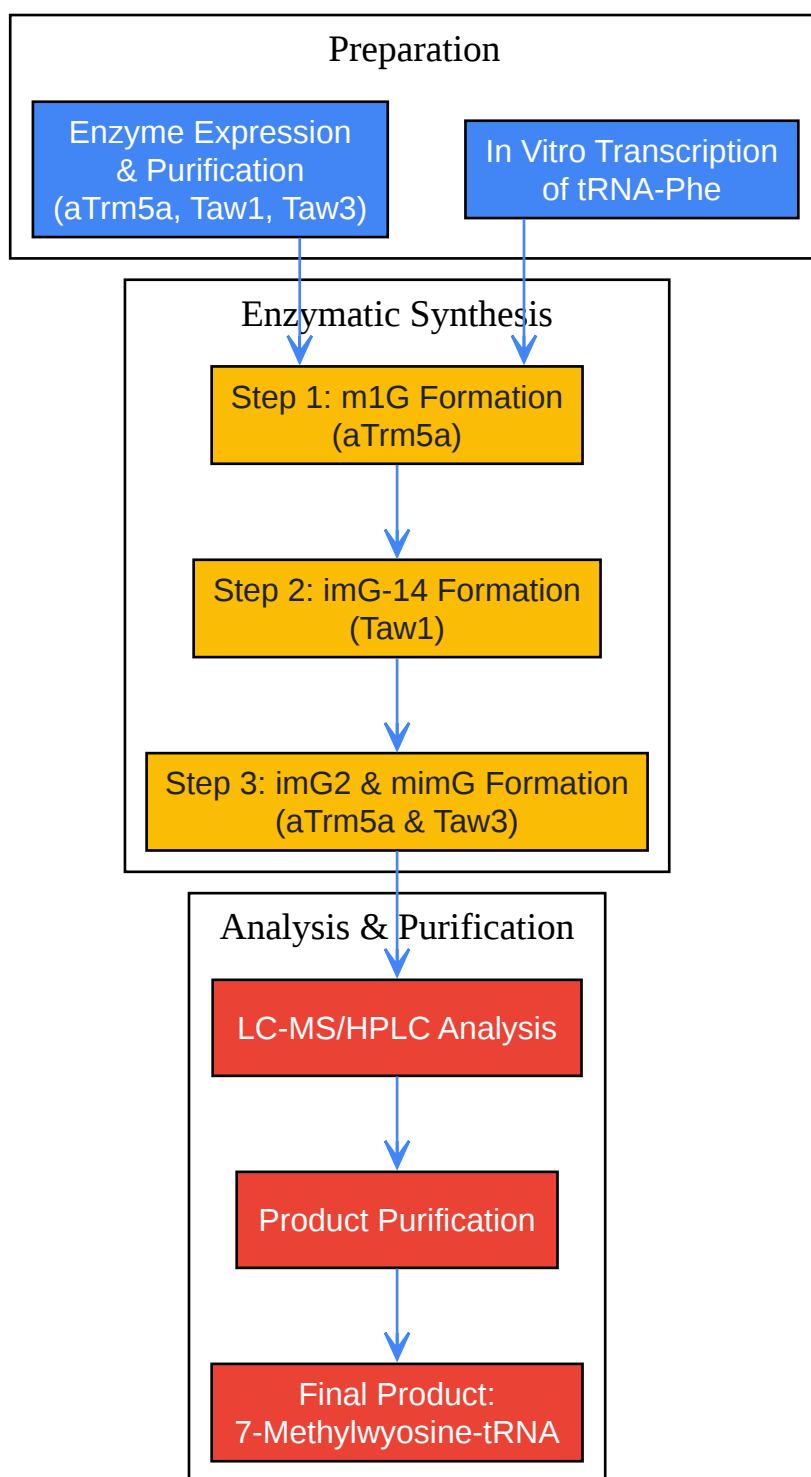 Preparation
Enzyme Expression
& Purification
(aTrm5a, Taw1, Taw3)
In Vitro Transcription
of tRNA-Phe
Enzymatic Synthesis
Step 1: m1G Formation
(aTrm5a)
Step 2: imG-14 Formation
(Taw1)
Step 3: imG2 & mimG Formation
(aTrm5a & Taw3)
Analysis & Purification
LC-MS/HPLC Analysis
Product Purification
Final Product:
7-Methylwyosine-tRNA